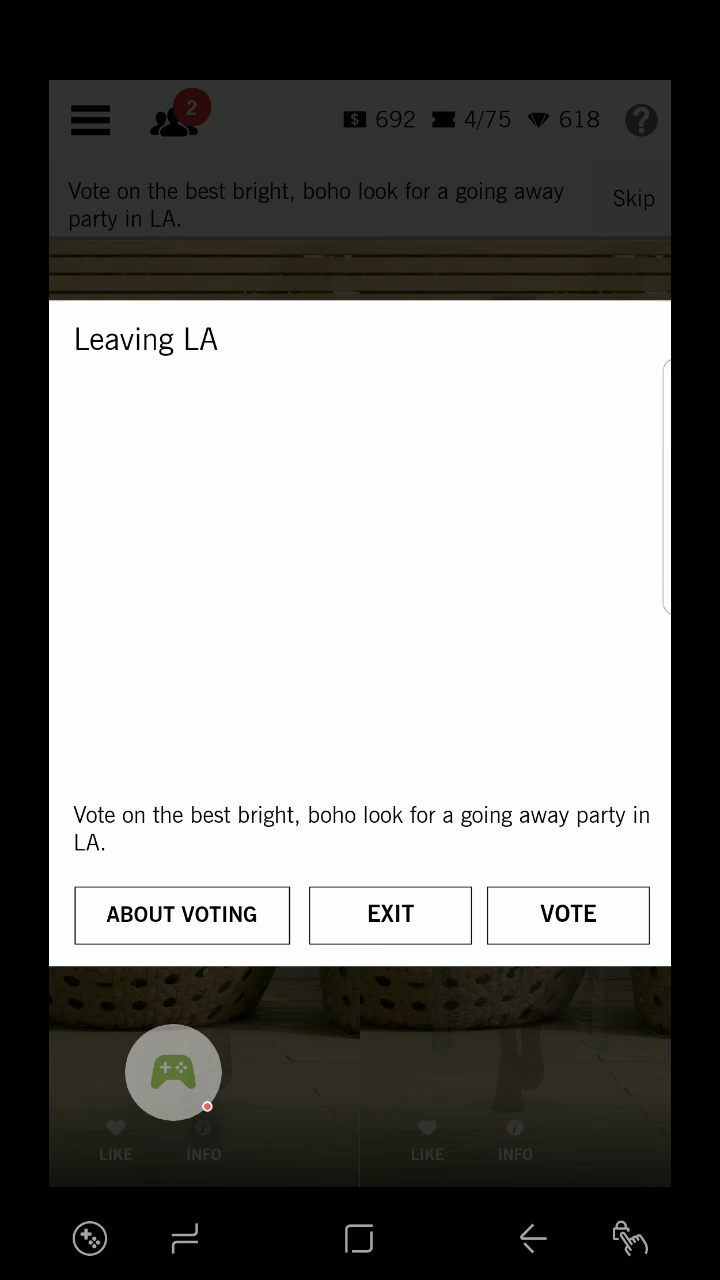 2
692 4/75 618 ?
Vote on the best bright, boho look for a going away
party in LA.
Skip
Leaving LA
Vote on the best bright, boho look for a going away party in
LA.
ABOUT VOTING EXIT VOTE
LIKE INFO LIKE INFO